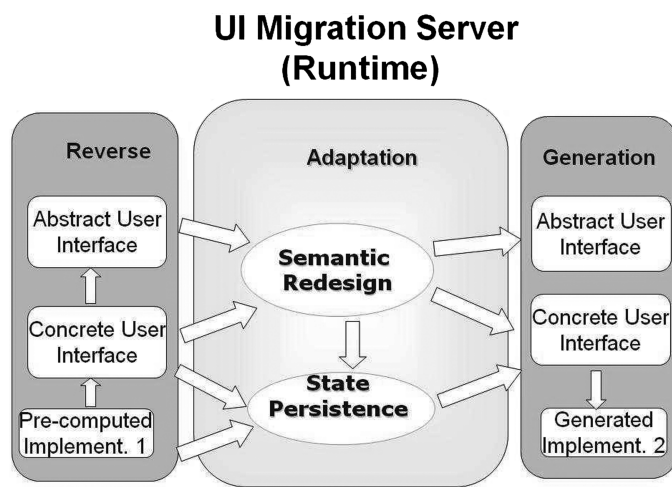 UI Migration Server
(Runtime)
Reverse
Abstract User
Interface
Concrete User
Interface
Pre-computed
Implement. 1
Adaptation
Semantic
Redesign
State
Persistence
Generation
Abstract User
Interface
Concrete User
Interface
Generated
Implement. 2